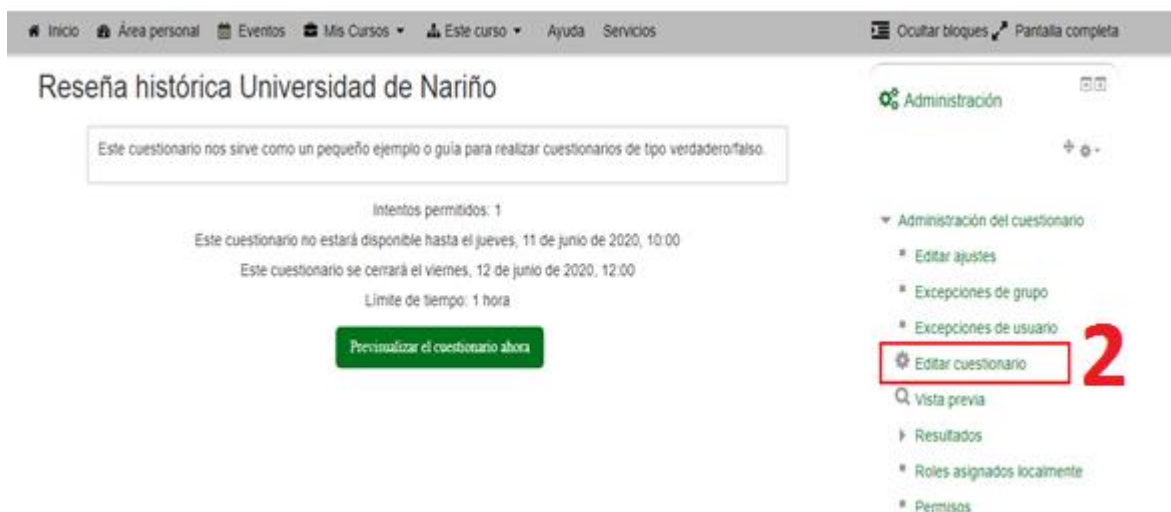 Inicio Área personal Eventos Mis Cursos Este curso Ayuda Servicios Ocultar bloques Pantalla completa
Reseña histórica Universidad de Nariño
Este cuestionario nos sirve como un pequeño ejemplo o guía para realizar cuestionarios de tipo verdadero/falso.
Intentos permitidos: 1
Este cuestionario no estará disponible hasta el jueves, 11 de junio de 2020, 10:00
Este cuestionario se cerrará el viernes, 12 de junio de 2020, 12:00
Límite de tiempo: 1 hora
Previsualizar el cuestionario ahora
Administración
Administración del cuestionario
Editar ajustes
Excepciones de grupo
Excepciones de usuario
Editar cuestionario
2
Vista previa
Resultados
Roles asignados localmente
Permisos